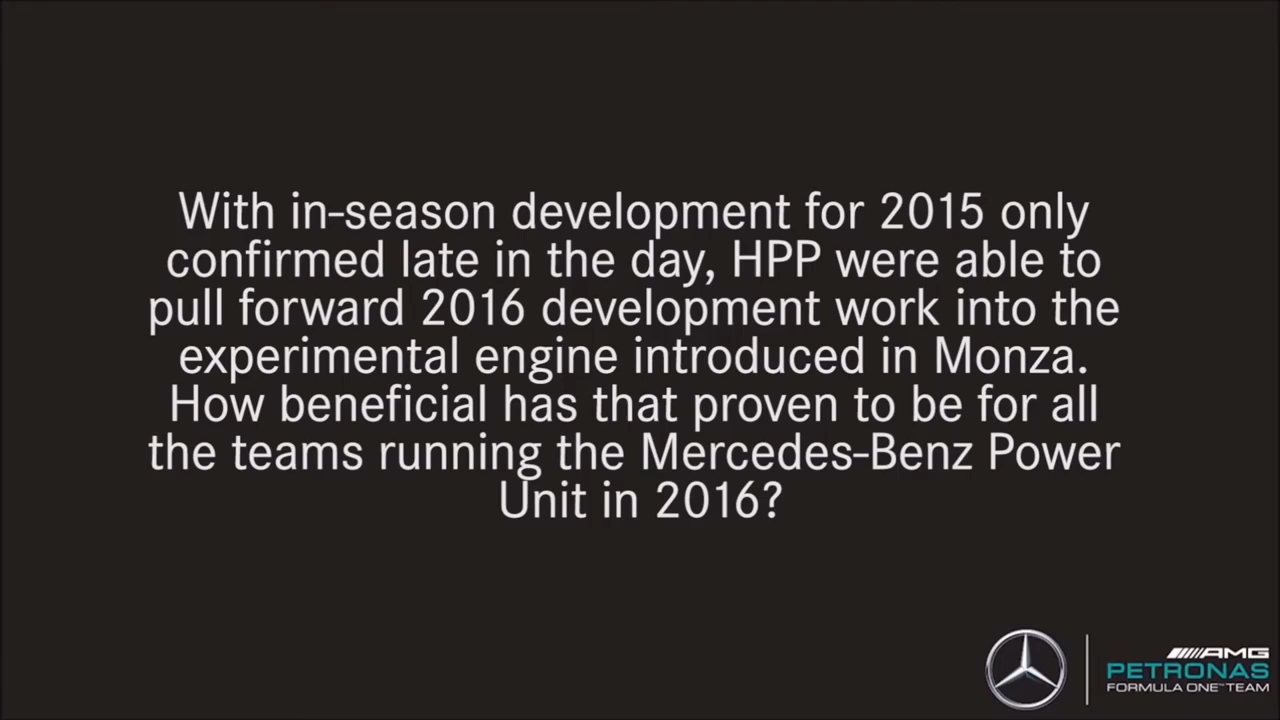 With in-season development for 2015 only
confirmed late in the day, HPP were able to
pull forward 2016 development work into the
experimental engine introduced in Monza.
How beneficial has that proven to be for all
the teams running the Mercedes-Benz Power
Unit in 2016?
AMG
PETRONAS
FORMULA ONE™ TEAM